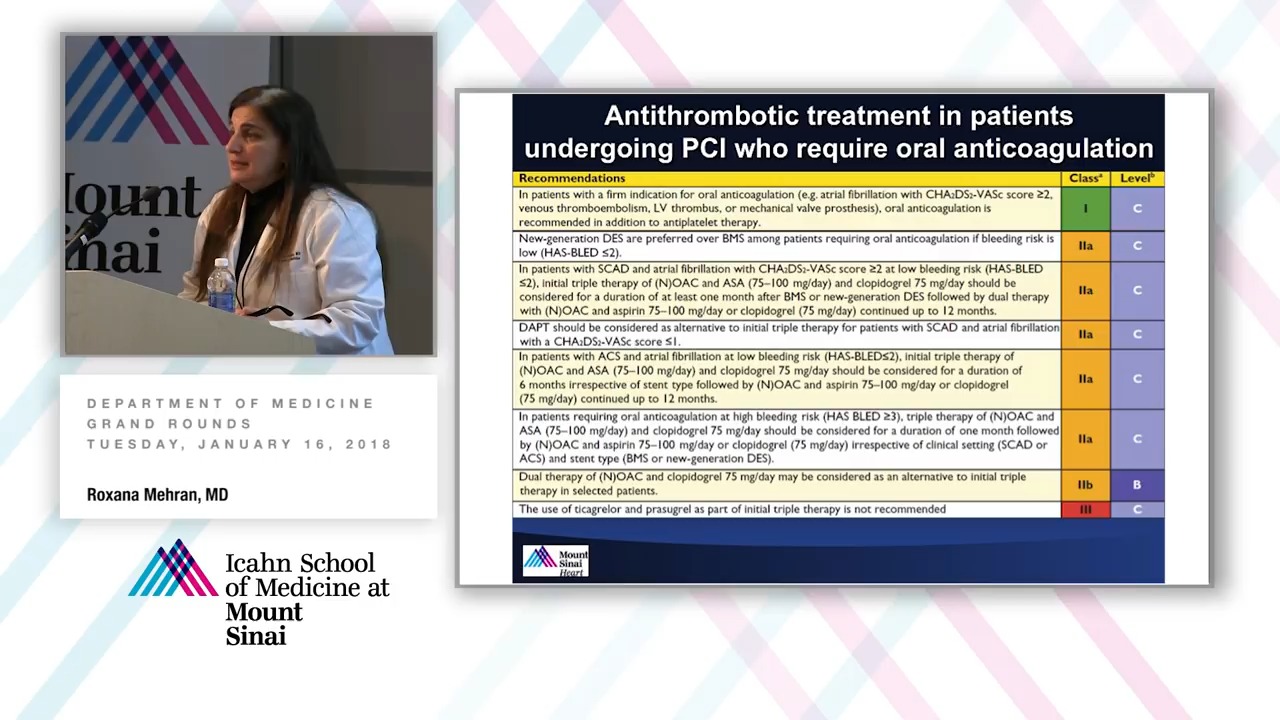 Mount
Sinai
DEPARTMENT OF MEDICINE
GRAND ROUNDS
TUESDAY, JANUARY 16, 2018
Roxana Mehran, MD
Icahn School
of Medicine at
Mount
Sinai
Antithrombotic treatment in patients
undergoing PCI who require oral anticoagulation
Recommendations Classᵃ Levelᵇ
In patients with a firm indication for oral anticoagulation (e.g. atrial fibrillation with CHA₂DS₂-VASc score ≥2,
venous thromboembolism, LV thrombus, or mechanical valve prosthesis), oral anticoagulation is
recommended in addition to antiplatelet therapy.
I C
New-generation DES are preferred over BMS among patients requiring oral anticoagulation if bleeding risk is
low (HAS-BLED ≤2).
IIa C
In patients with SCAD and atrial fibrillation with CHA₂DS₂-VASc score ≥2 at low bleeding risk (HAS-BLED
≤2), initial triple therapy of (N)OAC and ASA (75–100 mg/day) and clopidogrel 75 mg/day should be
considered for a duration of at least one month after BMS or new-generation DES followed by dual therapy
with (N)OAC and aspirin 75–100 mg/day or clopidogrel (75 mg/day) continued up to 12 months.
IIa C
DAPT should be considered as alternative to initial triple therapy for patients with SCAD and atrial fibrillation
with a CHA₂DS₂-VASc score ≤1.
IIa C
In patients with ACS and atrial fibrillation at low bleeding risk (HAS-BLED≤2), initial triple therapy of
(N)OAC and ASA (75–100 mg/day) and clopidogrel 75 mg/day should be considered for a duration of
6 months irrespective of stent type followed by (N)OAC and aspirin 75–100 mg/day or clopidogrel
(75 mg/day) continued up to 12 months.
IIa C
In patients requiring oral anticoagulation at high bleeding risk (HAS BLED ≥3), triple therapy of (N)OAC and
ASA (75–100 mg/day) and clopidogrel 75 mg/day should be considered for a duration of one month followed
by (N)OAC and aspirin 75–100 mg/day or clopidogrel (75 mg/day) irrespective of clinical setting (SCAD or
ACS) and stent type (BMS or new-generation DES).
IIa C
Dual therapy of (N)OAC and clopidogrel 75 mg/day may be considered as an alternative to initial triple
therapy in selected patients.
IIb B
The use of ticagrelor and prasugrel as part of initial triple therapy is not recommended
III C
Mount
Sinai
Heart